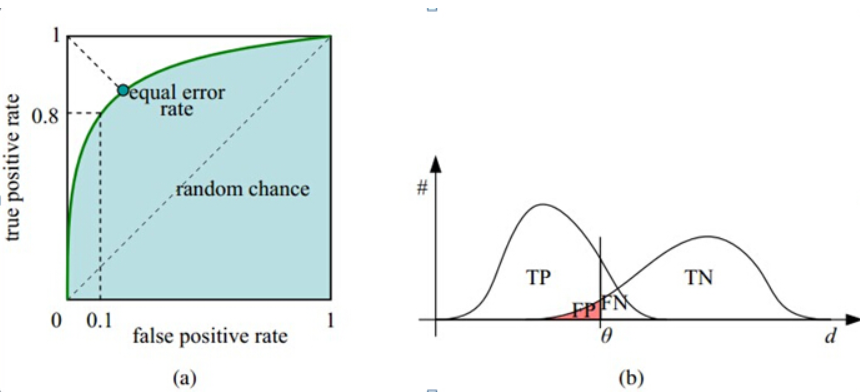 1
true positive rate
0.8
equal error
rate
random chance
0
0.1
1
false positive rate
(a)
#
TP
TN
FP
FN
θ
d
(b)